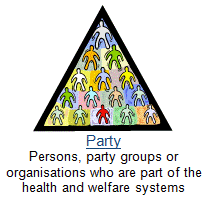 Party
Persons, party groups or
organisations who are part of the
health and welfare systems